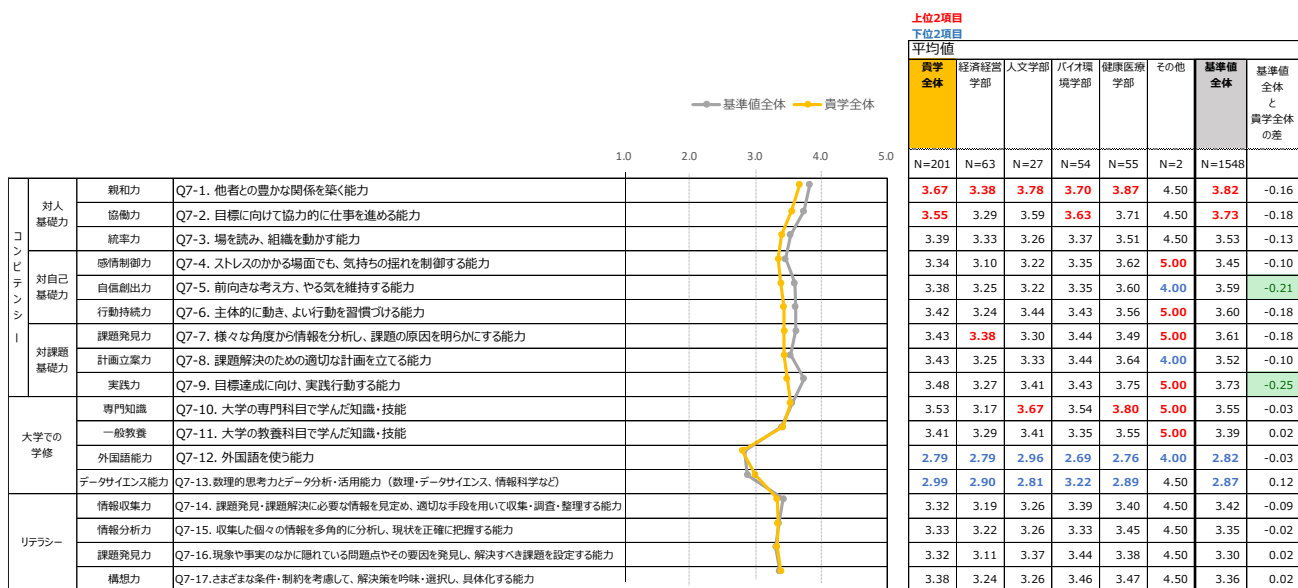 上位2項目
下位2項目
平均値
貴学全体 経済経営学部 人文学部 バイオ環境学部 健康医療学部 その他 基準値全体 基準値全体と貴学全体の差
基準値全体 貴学全体
1.0 2.0 3.0 4.0 5.0
N=201 N=63 N=27 N=54 N=55 N=2 N=1548
コンピテンシー
対人基礎力
親和力 Q7-1. 他者との豊かな関係を築く能力 3.67 3.38 3.78 3.70 3.87 4.50 3.82 -0.16
協働力 Q7-2. 目標に向けて協力的に仕事を進める能力 3.55 3.29 3.59 3.63 3.71 4.50 3.73 -0.18
統率力 Q7-3. 場を読み、組織を動かす能力 3.39 3.33 3.26 3.37 3.51 4.50 3.53 -0.13
対自己基礎力
感情制御力 Q7-4. ストレスのかかる場面でも、気持ちの揺れを制御する能力 3.34 3.10 3.22 3.35 3.62 5.00 3.45 -0.10
自信創出力 Q7-5. 前向きな考え方、やる気を維持する能力 3.38 3.25 3.22 3.35 3.60 4.00 3.59 -0.21
行動持続力 Q7-6. 主体的に動き、よい行動を習慣づける能力 3.42 3.24 3.44 3.43 3.56 5.00 3.60 -0.18
対課題基礎力
課題発見力 Q7-7. 様々な角度から情報を分析し、課題の原因を明らかにする能力 3.43 3.38 3.30 3.44 3.49 5.00 3.61 -0.18
計画立案力 Q7-8. 課題解決のための適切な計画を立てる能力 3.43 3.25 3.33 3.44 3.64 4.00 3.52 -0.10
実践力 Q7-9. 目標達成に向け、実践行動する能力 3.48 3.27 3.41 3.43 3.75 5.00 3.73 -0.25
大学での学修
専門知識 Q7-10. 大学の専門科目で学んだ知識・技能 3.53 3.17 3.67 3.54 3.80 5.00 3.55 -0.03
一般教養 Q7-11. 大学の教養科目で学んだ知識・技能 3.41 3.29 3.41 3.35 3.55 5.00 3.39 0.02
外国語能力 Q7-12. 外国語を使う能力 2.79 2.79 2.96 2.69 2.76 4.00 2.82 -0.03
データサイエンス能力 Q7-13.数理的思考力とデータ分析・活用能力（数理・データサイエンス、情報科学など） 2.99 2.90 2.81 3.22 2.89 4.50 2.87 0.12
リテラシー
情報収集力 Q7-14. 課題発見・課題解決に必要な情報を見定め、適切な手段を用いて収集・調査・整理する能力 3.32 3.19 3.26 3.39 3.40 4.50 3.42 -0.09
情報分析力 Q7-15. 収集した個々の情報を多角的に分析し、現状を正確に把握する能力 3.33 3.22 3.26 3.33 3.45 4.50 3.35 -0.02
課題発見力 Q7-16.現象や事実のなかに隠れている問題点やその要因を発見し、解決すべき課題を設定する能力 3.32 3.11 3.37 3.44 3.38 4.50 3.30 0.02
構想力 Q7-17.さまざまな条件・制約を考慮して、解決策を吟味・選択し、具体化する能力 3.38 3.24 3.26 3.46 3.47 4.50 3.36 0.02